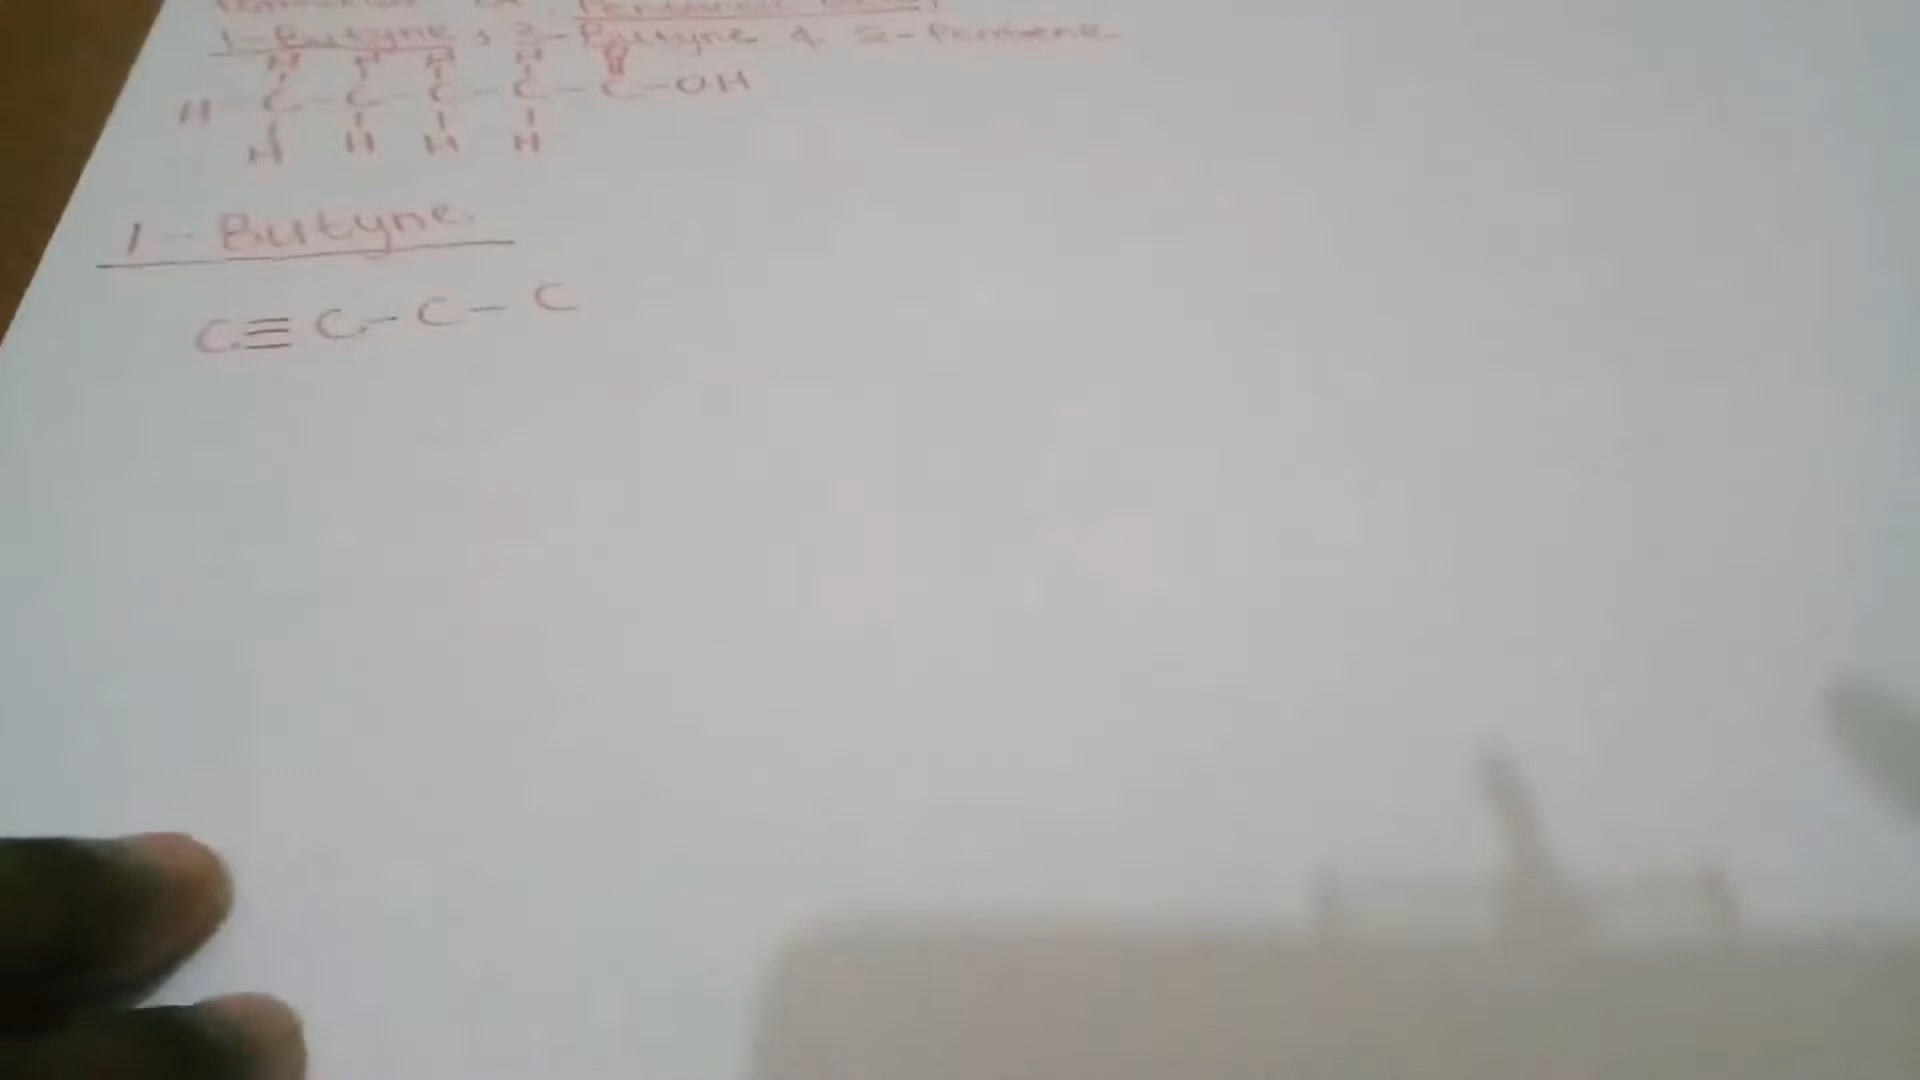 1-Butyne, 2-Butyne & 2-Pentene
H H H H O
H C - C - C - C - C - OH
H H H H
1 - Butyne.
C ≡ C - C - C